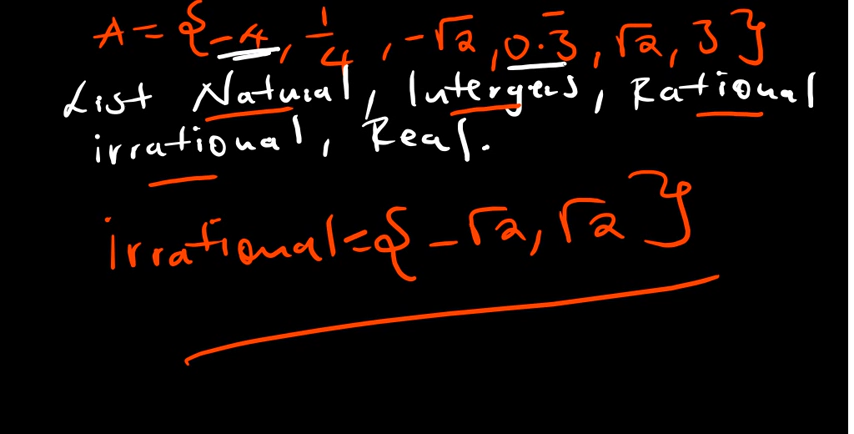 A = {-4, 1/4, -√2, 0.3̄, √2, 3}
List Natural, Intergers, Rational
irrational, Real.
irrational = {-√2, √2}